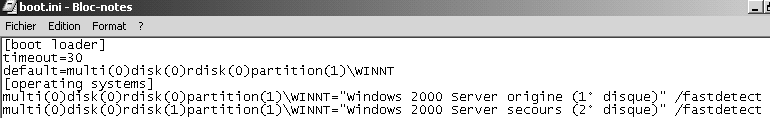 boot.ini - Bloc-notes
Fichier Edition Format ?
[boot loader]
timeout=30
default=multi(0)disk(0)rdisk(0)partition(1)\WINNT
[operating systems]
multi(0)disk(0)rdisk(0)partition(1)\WINNT="Windows 2000 Server origine (1° disque)" /fastdetect
multi(0)disk(0)rdisk(1)partition(1)\WINNT="Windows 2000 Server secours (2° disque)" /fastdetect